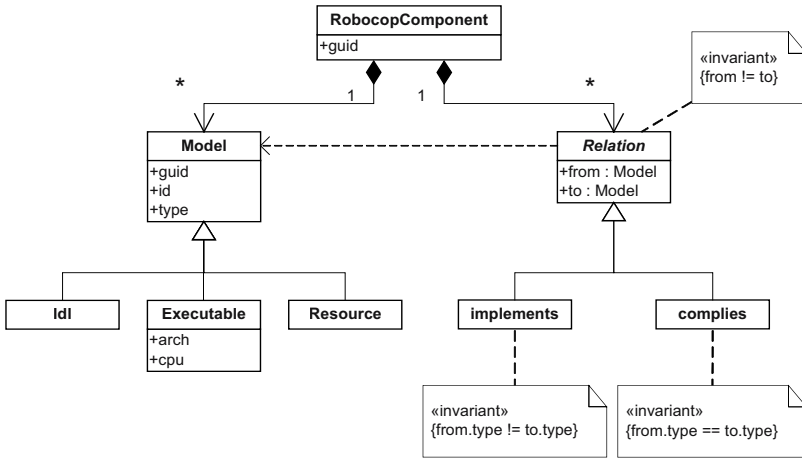 RobocopComponent
+guid
«invariant»
{from != to}
*
1
1
*
Model
+guid
+id
+type
Relation
+from : Model
+to : Model
Idl
Executable
+arch
+cpu
Resource
implements
complies
«invariant»
{from.type != to.type}
«invariant»
{from.type == to.type}